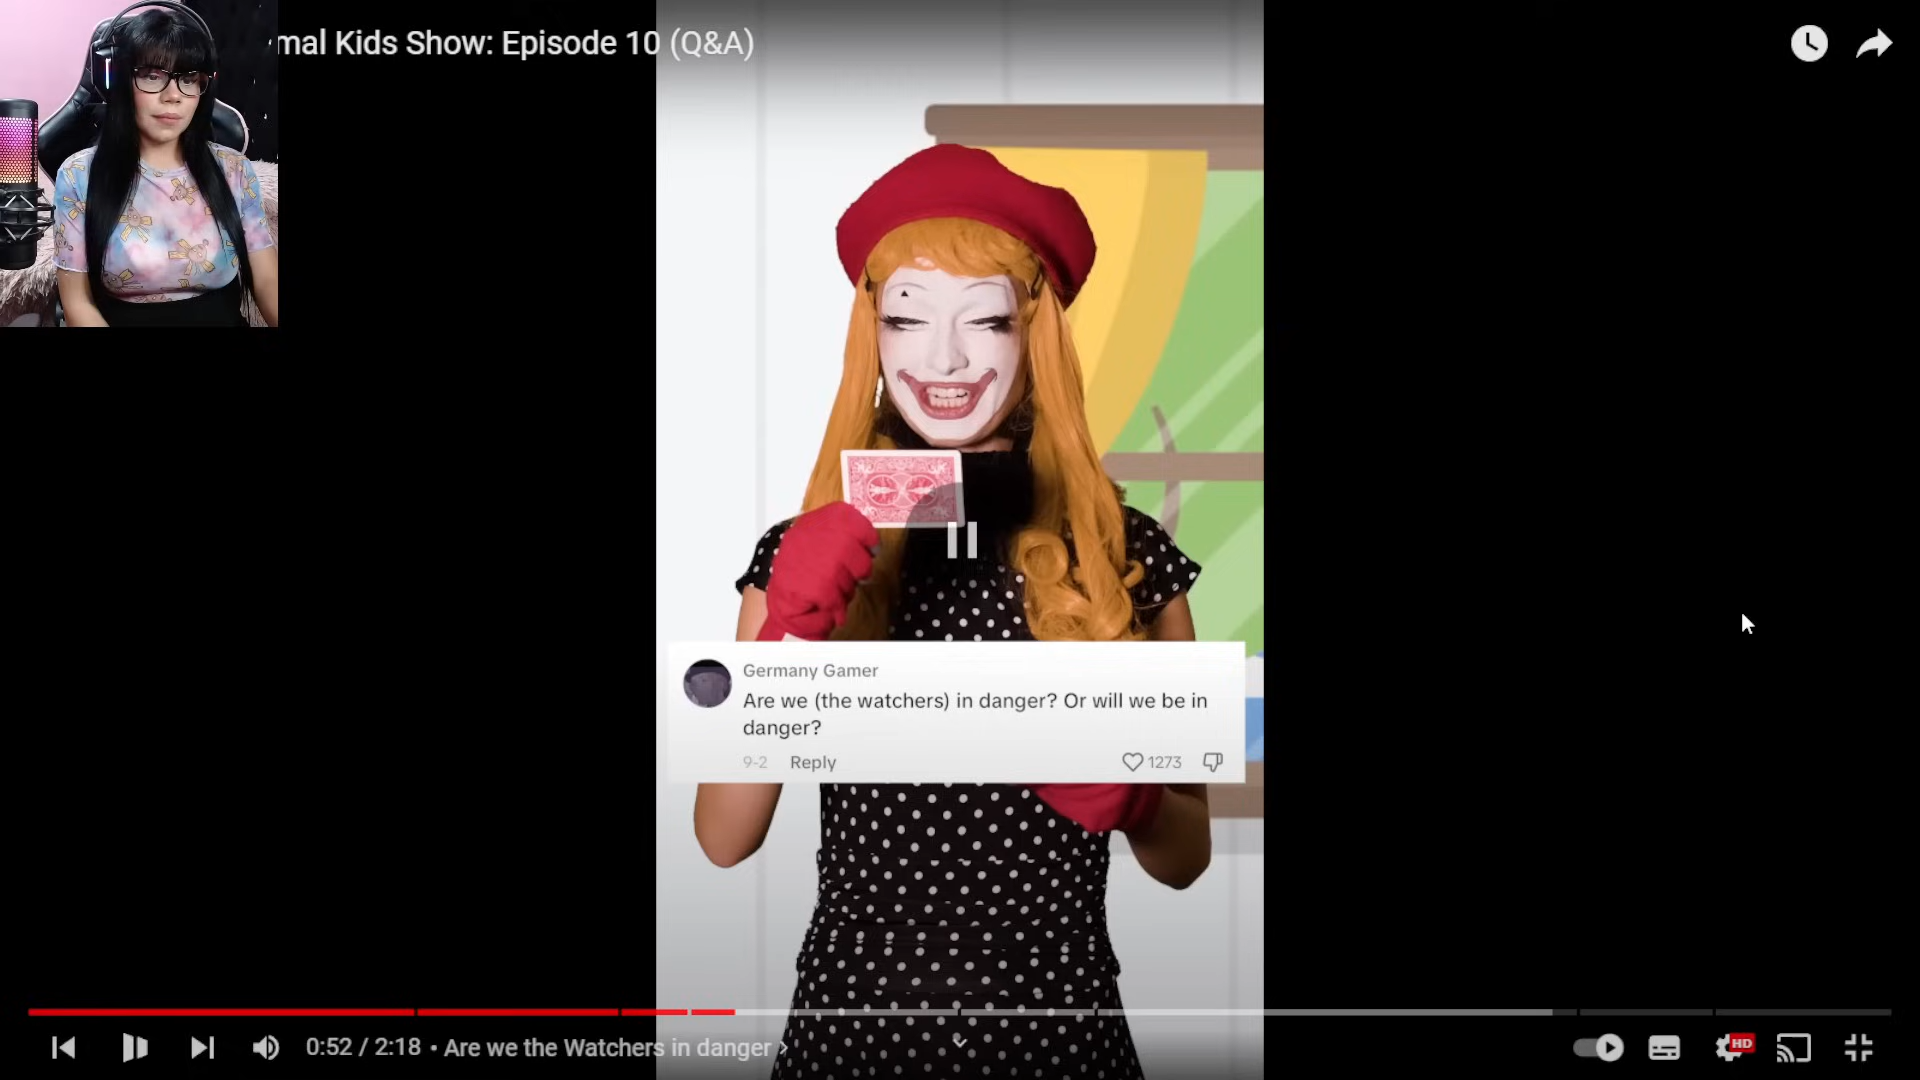 mal Kids Show: Episode 10 (Q&A)
Germany Gamer
Are we (the watchers) in danger? Or will we be in
danger?
9-2 Reply 1273
0:52 / 2:18 • Are we the Watchers in danger
HD